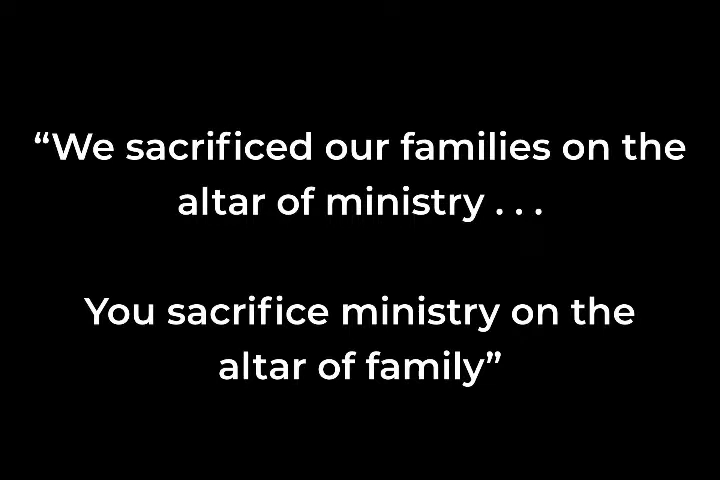 “We sacrificed our families on the
altar of ministry . . .
You sacrifice ministry on the
altar of family”